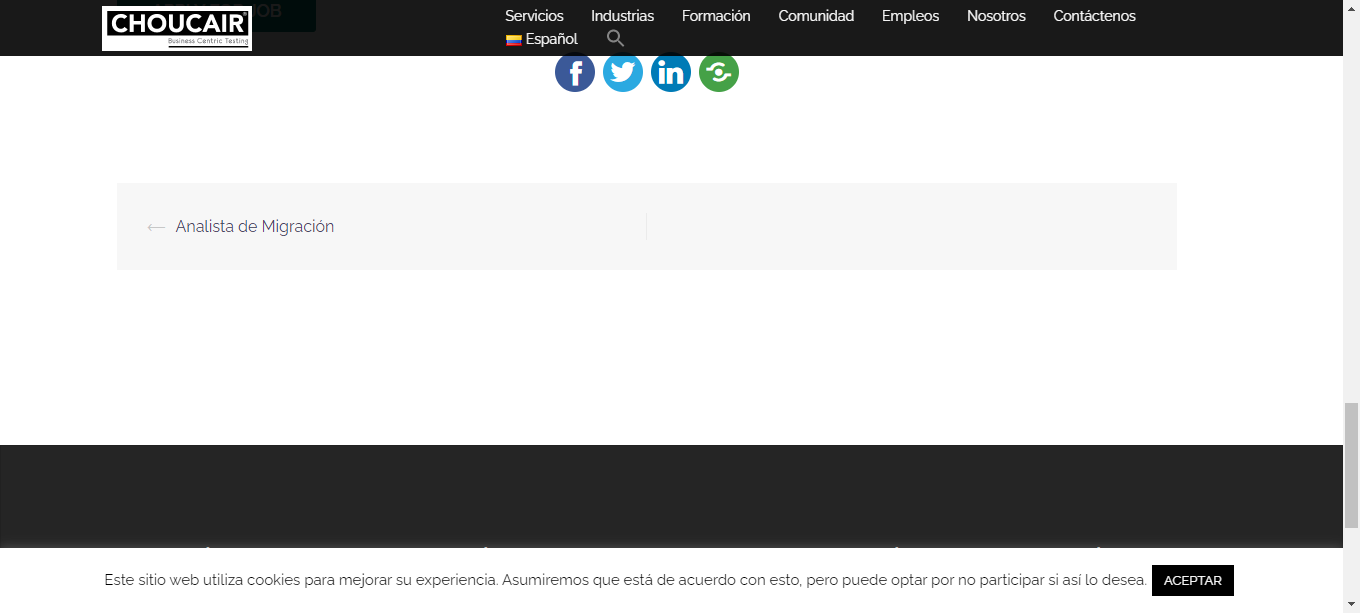 JOB
CHOUCAIR
Business Centric Testing
Servicios Industrias Formación Comunidad Empleos Nosotros Contáctenos
Español
Analista de Migración
Este sitio web utiliza cookies para mejorar su experiencia. Asumiremos que está de acuerdo con esto, pero puede optar por no participar si así lo desea. ACEPTAR